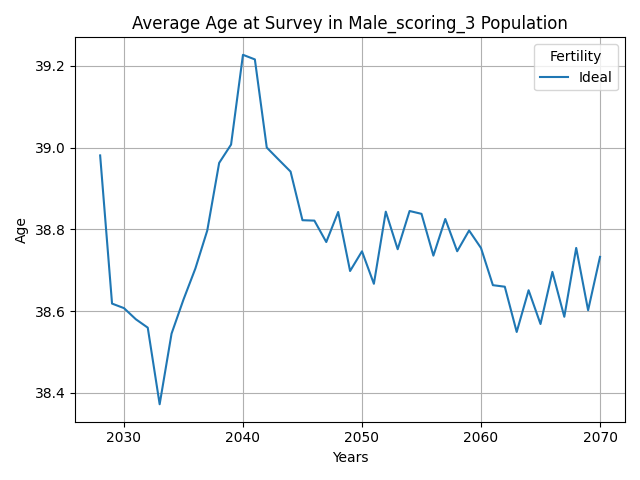 Average Age at Survey in Male_scoring_3 Population
Fertility
Ideal
39.2
39.0
38.8
38.6
38.4
Age
2030 2040 2050 2060 2070
Years